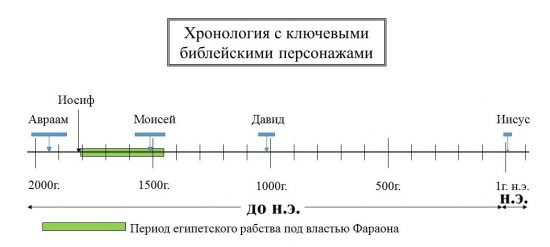 Хронология с ключевыми
библейскими персонажами
Иосиф
Авраам Моисей Давид Иисус
2000г. 1500г. 1000г. 500г. 1г. н.э.
до н.э. н.э.
Период египетского рабства под властью Фараона